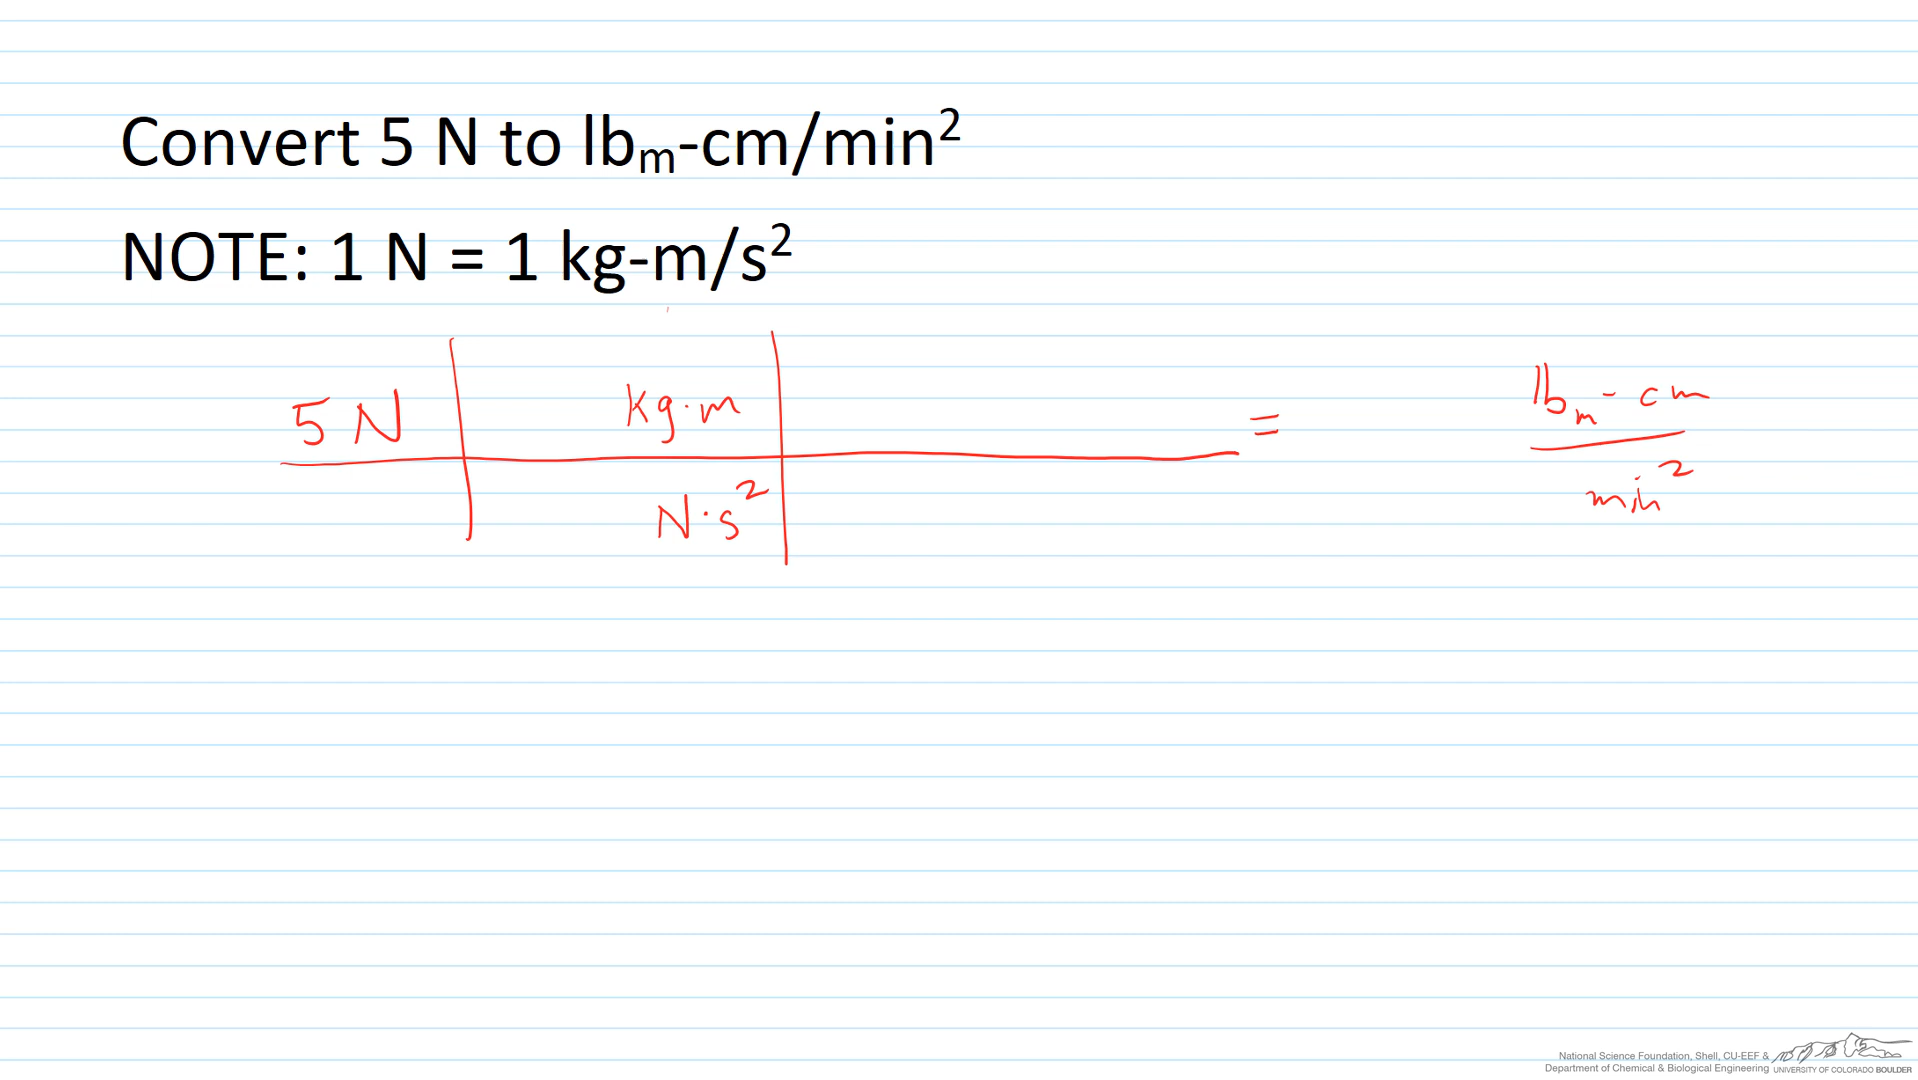 Convert 5 N to lbₘ-cm/min²
NOTE: 1 N = 1 kg-m/s²
5 N kg·m = lbₘ - cm
N·s² min²
National Science Foundation, Shell, CU-EEF &
Department of Chemical & Biological Engineering UNIVERSITY OF COLORADO BOULDER